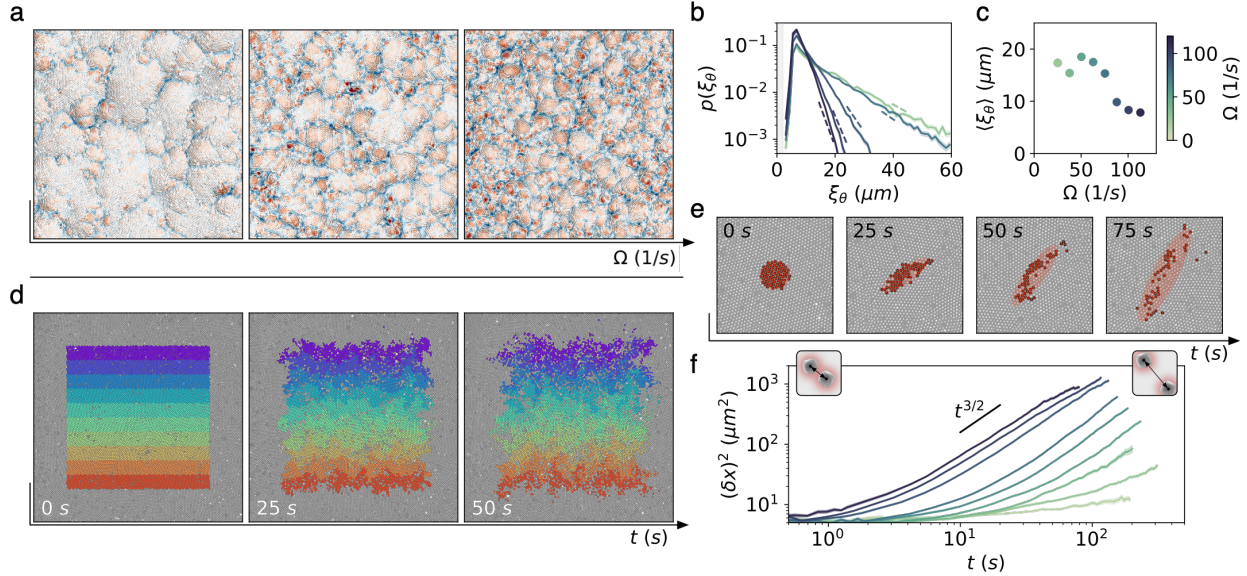 a
Ω (1/s)
b
p(ξθ)
10⁻¹
10⁻²
10⁻³
0 20 40 60
ξθ (μm)
c
⟨ξθ⟩ (μm)
20
10
0
0 50 100
Ω (1/s)
100
50
0
Ω (1/s)
d
0 s
25 s
50 s
t (s)
e
0 s
25 s
50 s
75 s
t (s)
f
(δx)² (μm²)
10³
10²
10¹
t³/²
10⁰ 10¹ 10²
t (s)